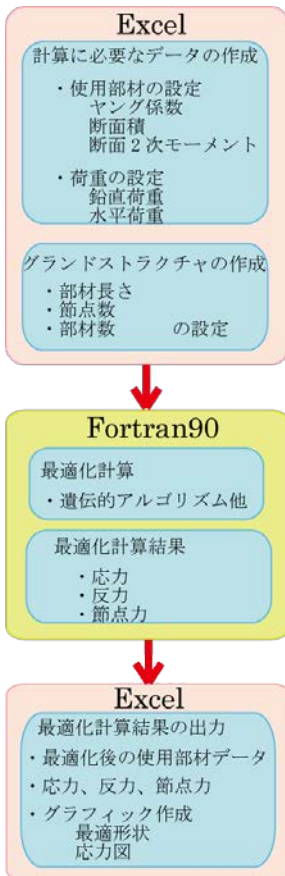 Excel
計算に必要なデータの作成
・使用部材の設定
ヤング係数
断面積
断面２次モーメント
・荷重の設定
鉛直荷重
水平荷重
グランドストラクチャの作成
・部材長さ
・節点数
・部材数　　　の設定
Fortran90
最適化計算
・遺伝的アルゴリズム他
最適化計算結果
・応力
・反力
・節点力
Excel
最適化計算結果の出力
・最適化後の使用部材データ
・応力、反力、節点力
・グラフィック作成
最適形状
応力図